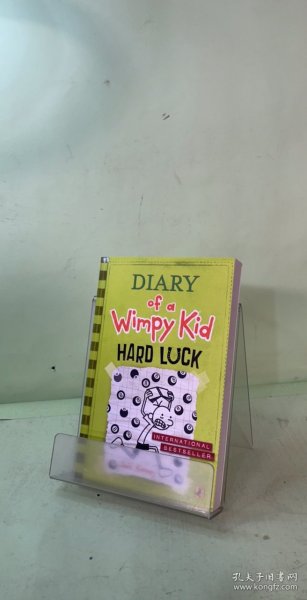 DIARY
of a
Wimpy Kid
HARD LUCK
INTERNATIONAL
BESTSELLER
孔夫子旧书网
www.kongfz.com